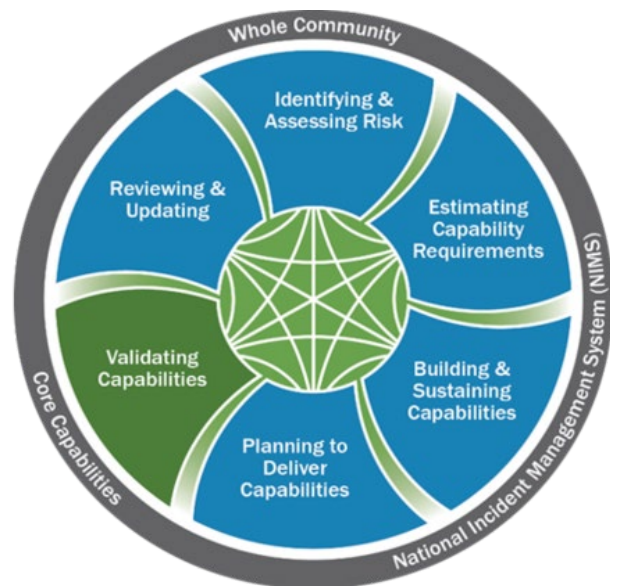 Whole Community
Identifying &
Assessing Risk
Estimating
Capability
Requirements
Building &
Sustaining
Capabilities
Planning to
Deliver
Capabilities
Validating
Capabilities
Reviewing &
Updating
National Incident Management System (NIMS)
Core Capabilities